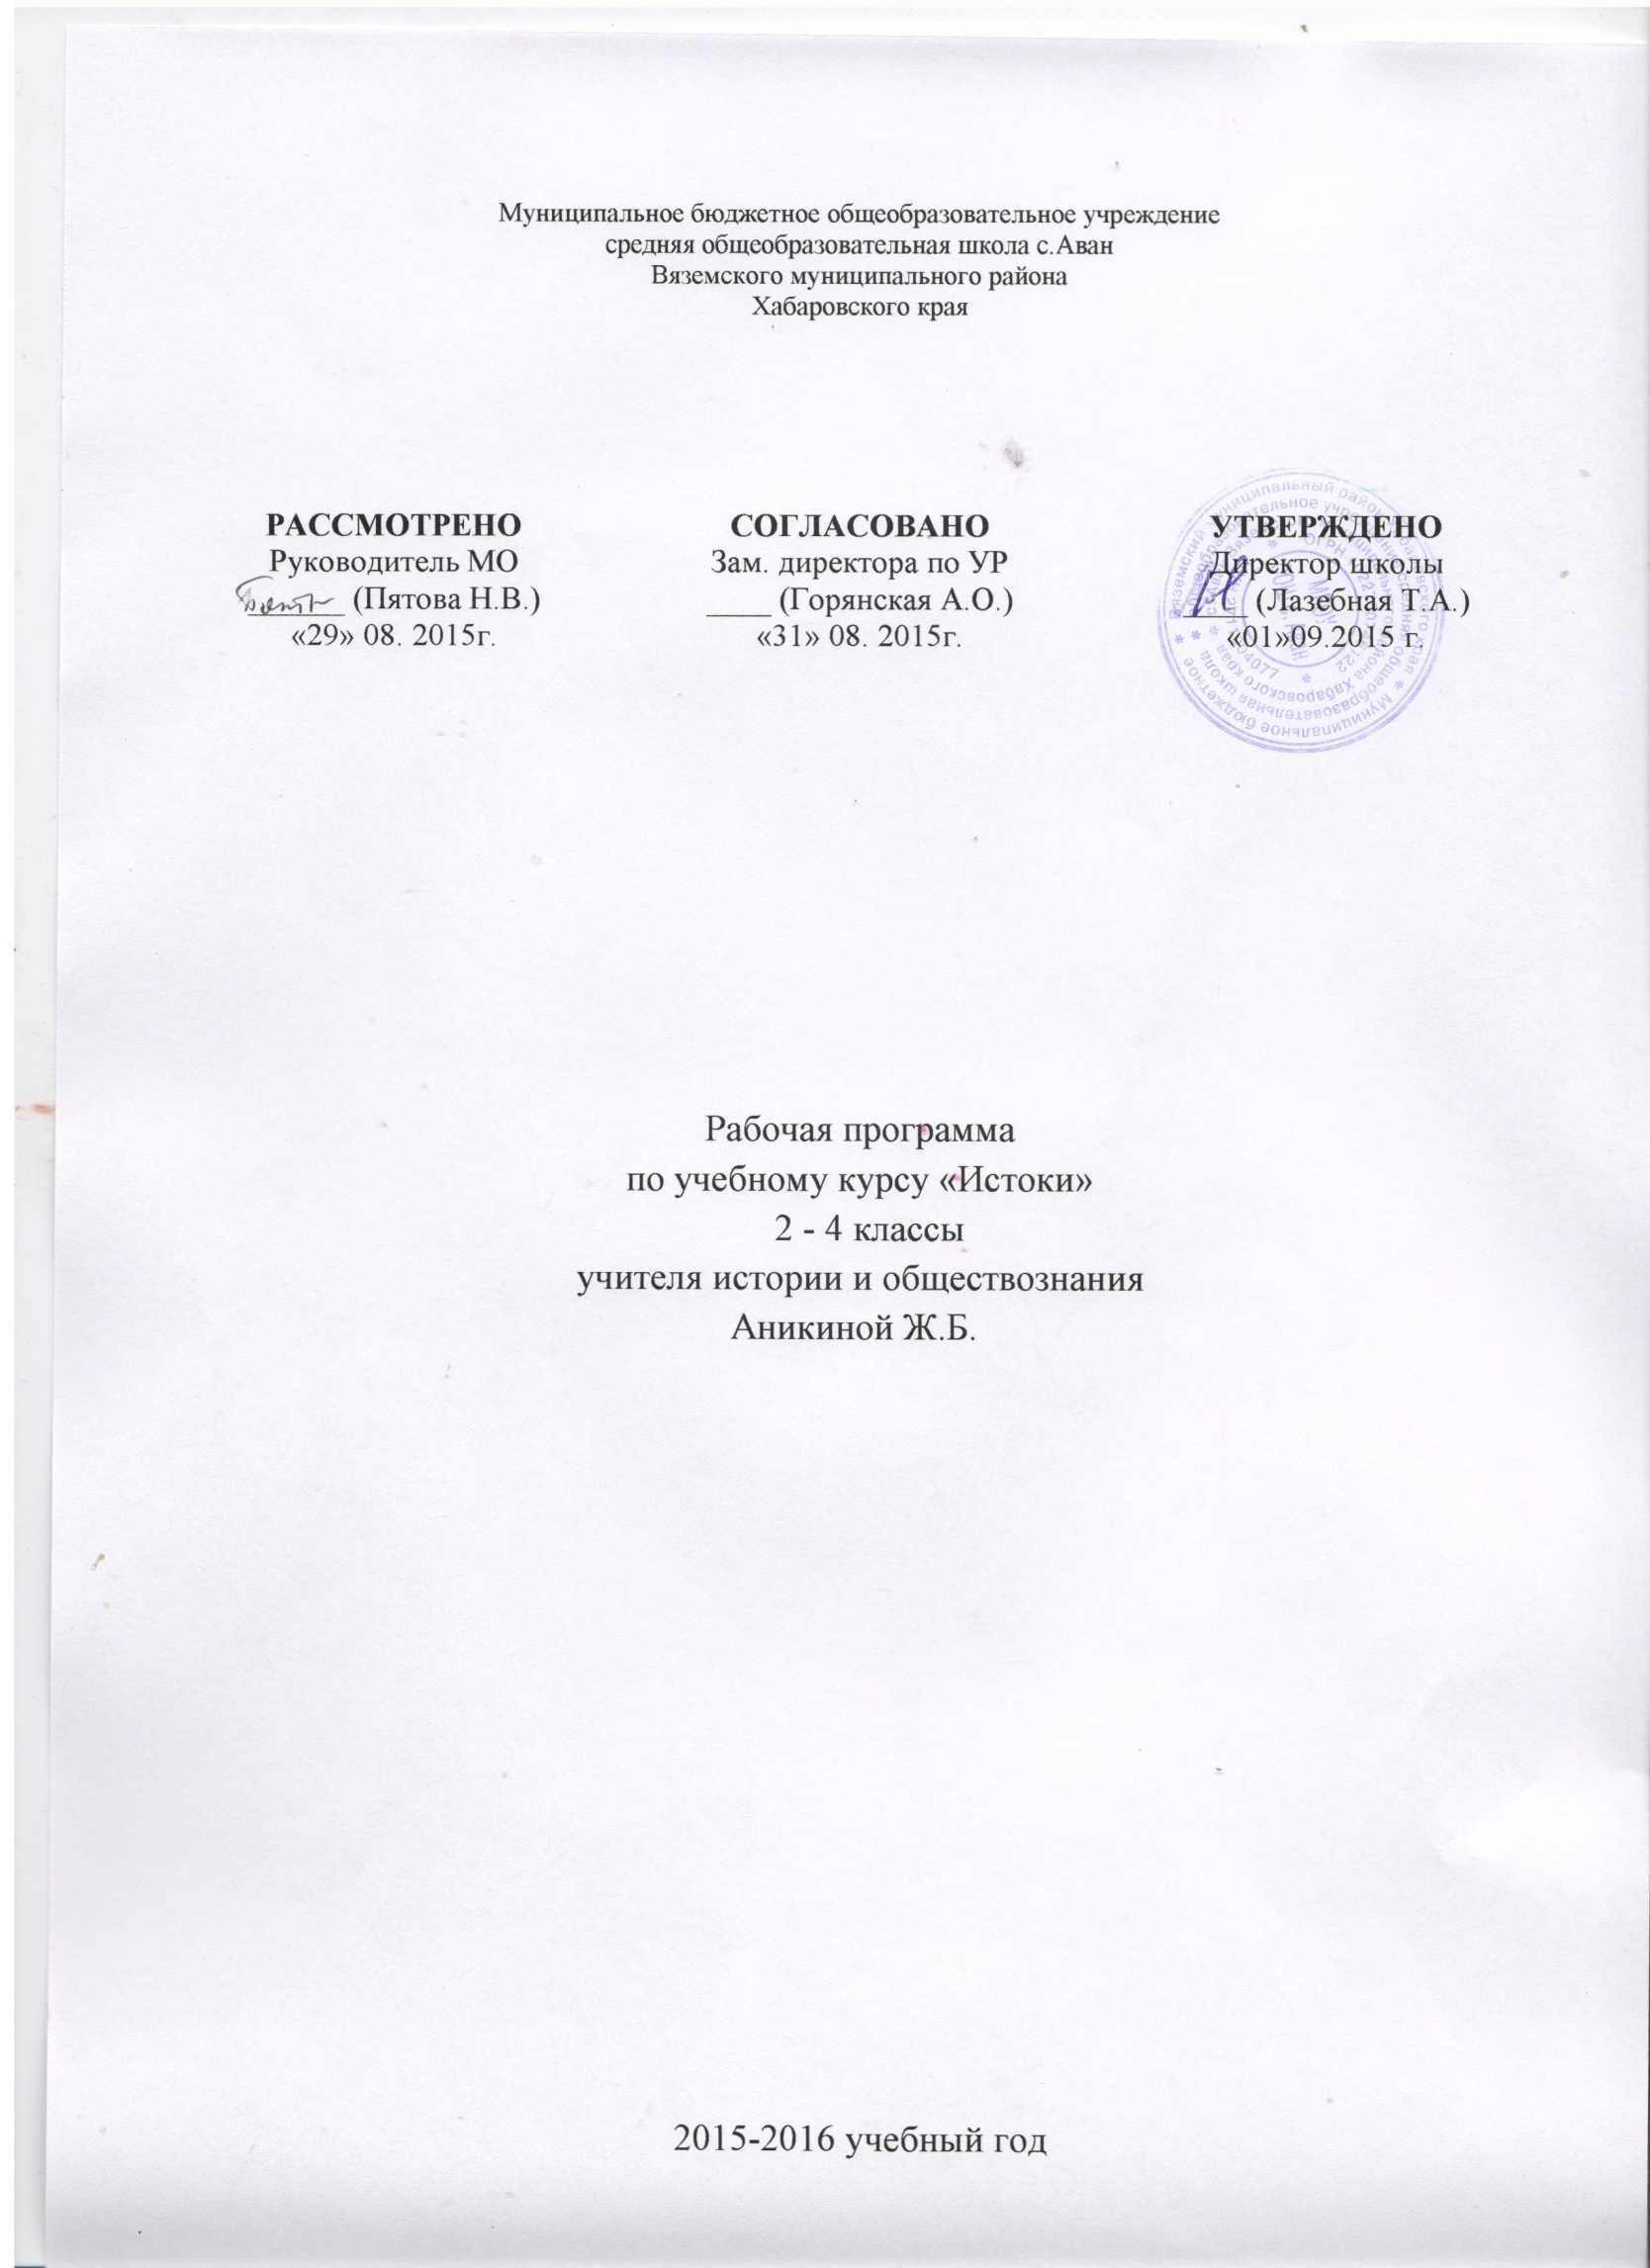 Муниципальное бюджетное общеобразовательное учреждение
средняя общеобразовательная школа с.Аван
Вяземского муниципального района
Хабаровского края
РАССМОТРЕНО
Руководитель МО
(Пятова Н.В.)
«29» 08. 2015г.
СОГЛАСОВАНО
Зам. директора по УР
_____ (Горянская А.О.)
«31» 08. 2015г.
УТВЕРЖДЕНО
Директор школы
_____ (Лазебная Т.А.)
«01»09.2015 г.
Рабочая программа
по учебному курсу «Истоки»
2 - 4 классы
учителя истории и обществознания
Аникиной Ж.Б.
2015-2016 учебный год